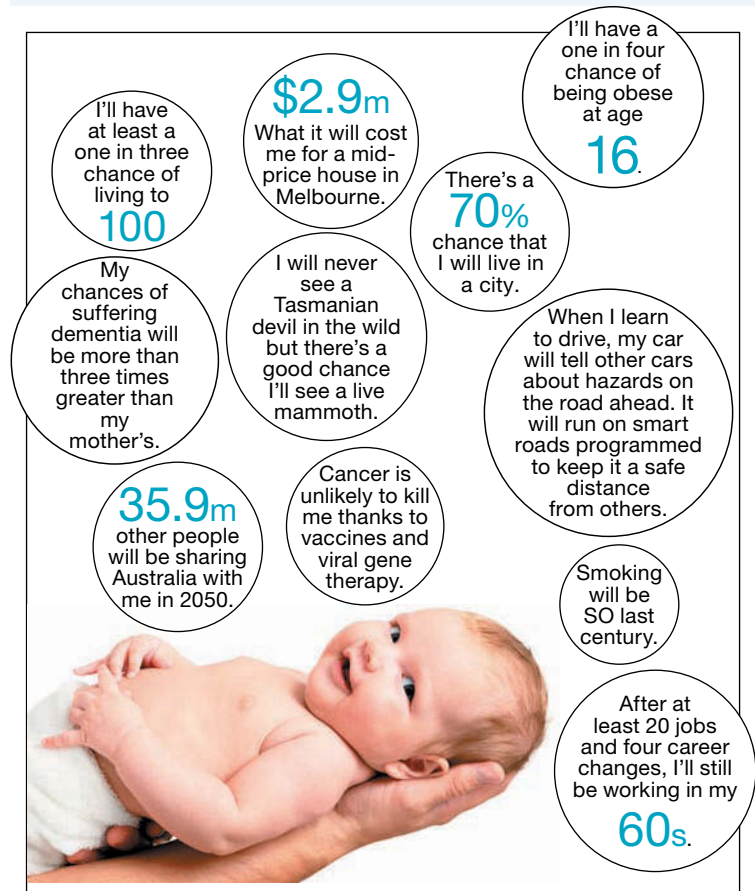 I'll have
at least a
one in three
chance of
living to
100
$2.9m
What it will cost
me for a mid-
price house in
Melbourne.
I'll have a
one in four
chance of
being obese
at age
16.
There's a
70%
chance that
I will live in
a city.
My
chances of
suffering
dementia will
be more than
three times
greater than
my
mother's.
I will never
see a
Tasmanian
devil in the wild
but there's a
good chance
I'll see a live
mammoth.
When I learn
to drive, my car
will tell other cars
about hazards on
the road ahead. It
will run on smart
roads programmed
to keep it a safe
distance
from others.
35.9m
other people
will be sharing
Australia with
me in 2050.
Cancer is
unlikely to kill
me thanks to
vaccines and
viral gene
therapy.
Smoking
will be
SO last
century.
After at
least 20 jobs
and four career
changes, I'll still
be working in my
60s.